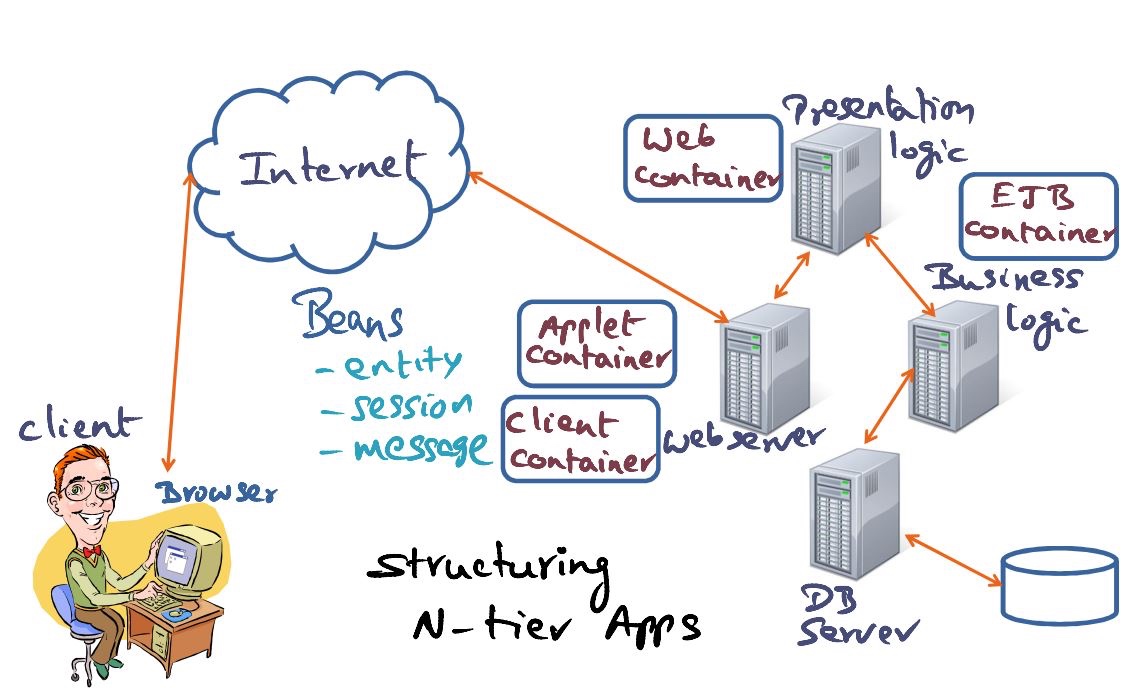 Internet
Presentation
logic
Web
container
EJB
container
Business
logic
Beans
- entity
- session
- message
Applet
container
Client
container
webserver
client
Browser
structuring
N-tier Apps
DB
server